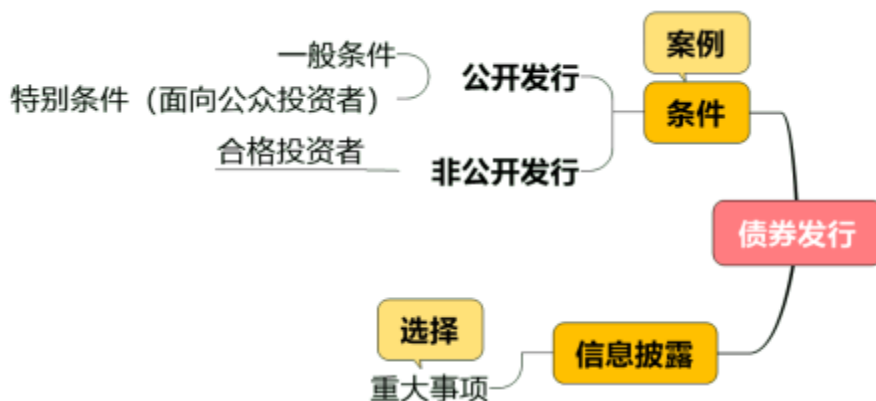 案例
一般条件
公开发行
特别条件（面向公众投资者）
条件
合格投资者
非公开发行
债券发行
选择
信息披露
重大事项